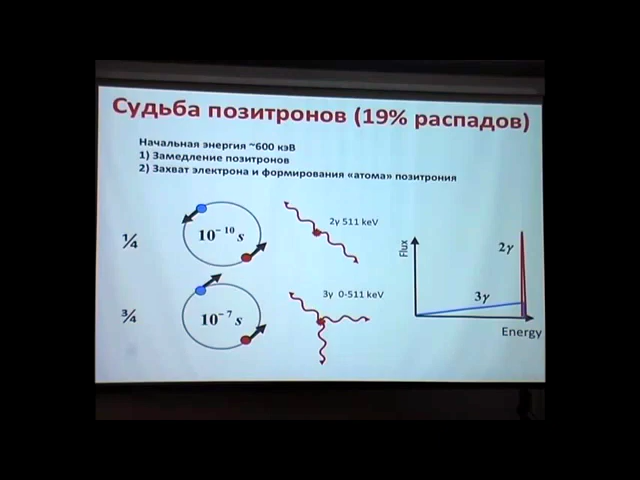 Судьба позитронов (19% распадов)
Начальная энергия ~600 кэВ
1) Замедление позитронов
2) Захват электрона и формирования «атома» позитрония
¼
10⁻¹⁰ s
2γ 511 keV
¾
10⁻⁷ s
3γ 0-511 keV
Flux
2γ
3γ
Energy